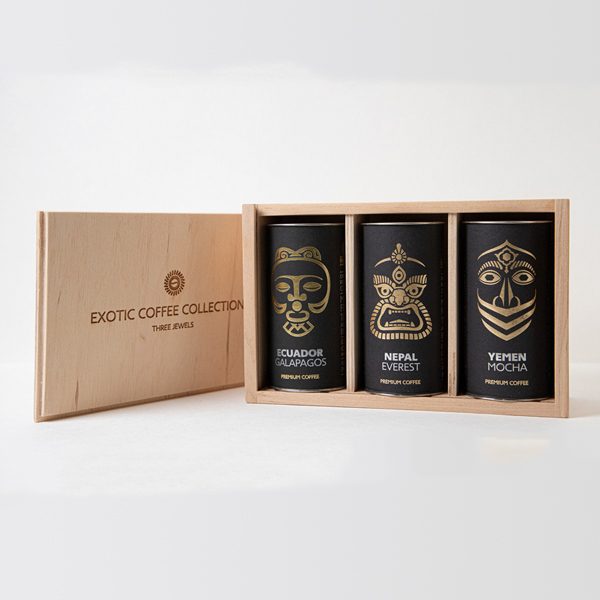 EXOTIC COFFEE COLLECTION
THREE JEWELS
ECUADOR
GALAPAGOS
PREMIUM COFFEE
NEPAL
EVEREST
PREMIUM COFFEE
YEMEN
MOCHA
PREMIUM COFFEE